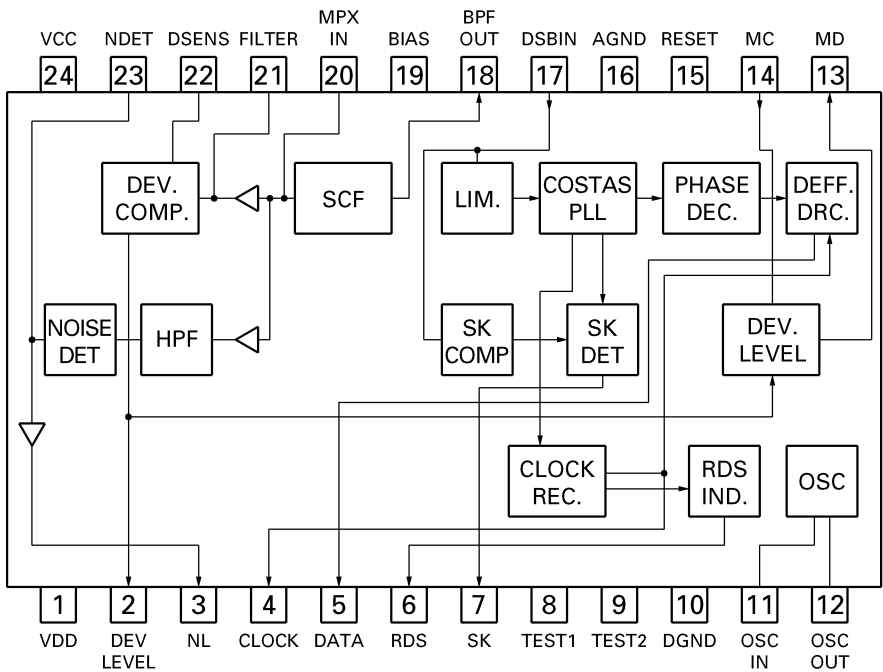 MPX
BPF
VCC NDET DSENS FILTER IN BIAS OUT DSBIN AGND RESET MC MD
24 23 22 21 20 19 18 17 16 15 14 13
DEV.
COMP.
SCF
LIM.
COSTAS
PLL
PHASE
DEC.
DEFF.
DRC.
NOISE
DET
HPF
SK
COMP
SK
DET
DEV.
LEVEL
CLOCK
REC.
RDS
IND.
OSC
1 2 3 4 5 6 7 8 9 10 11 12
VDD DEV NL CLOCK DATA RDS SK TEST1 TEST2 DGND OSC OSC
LEVEL IN OUT